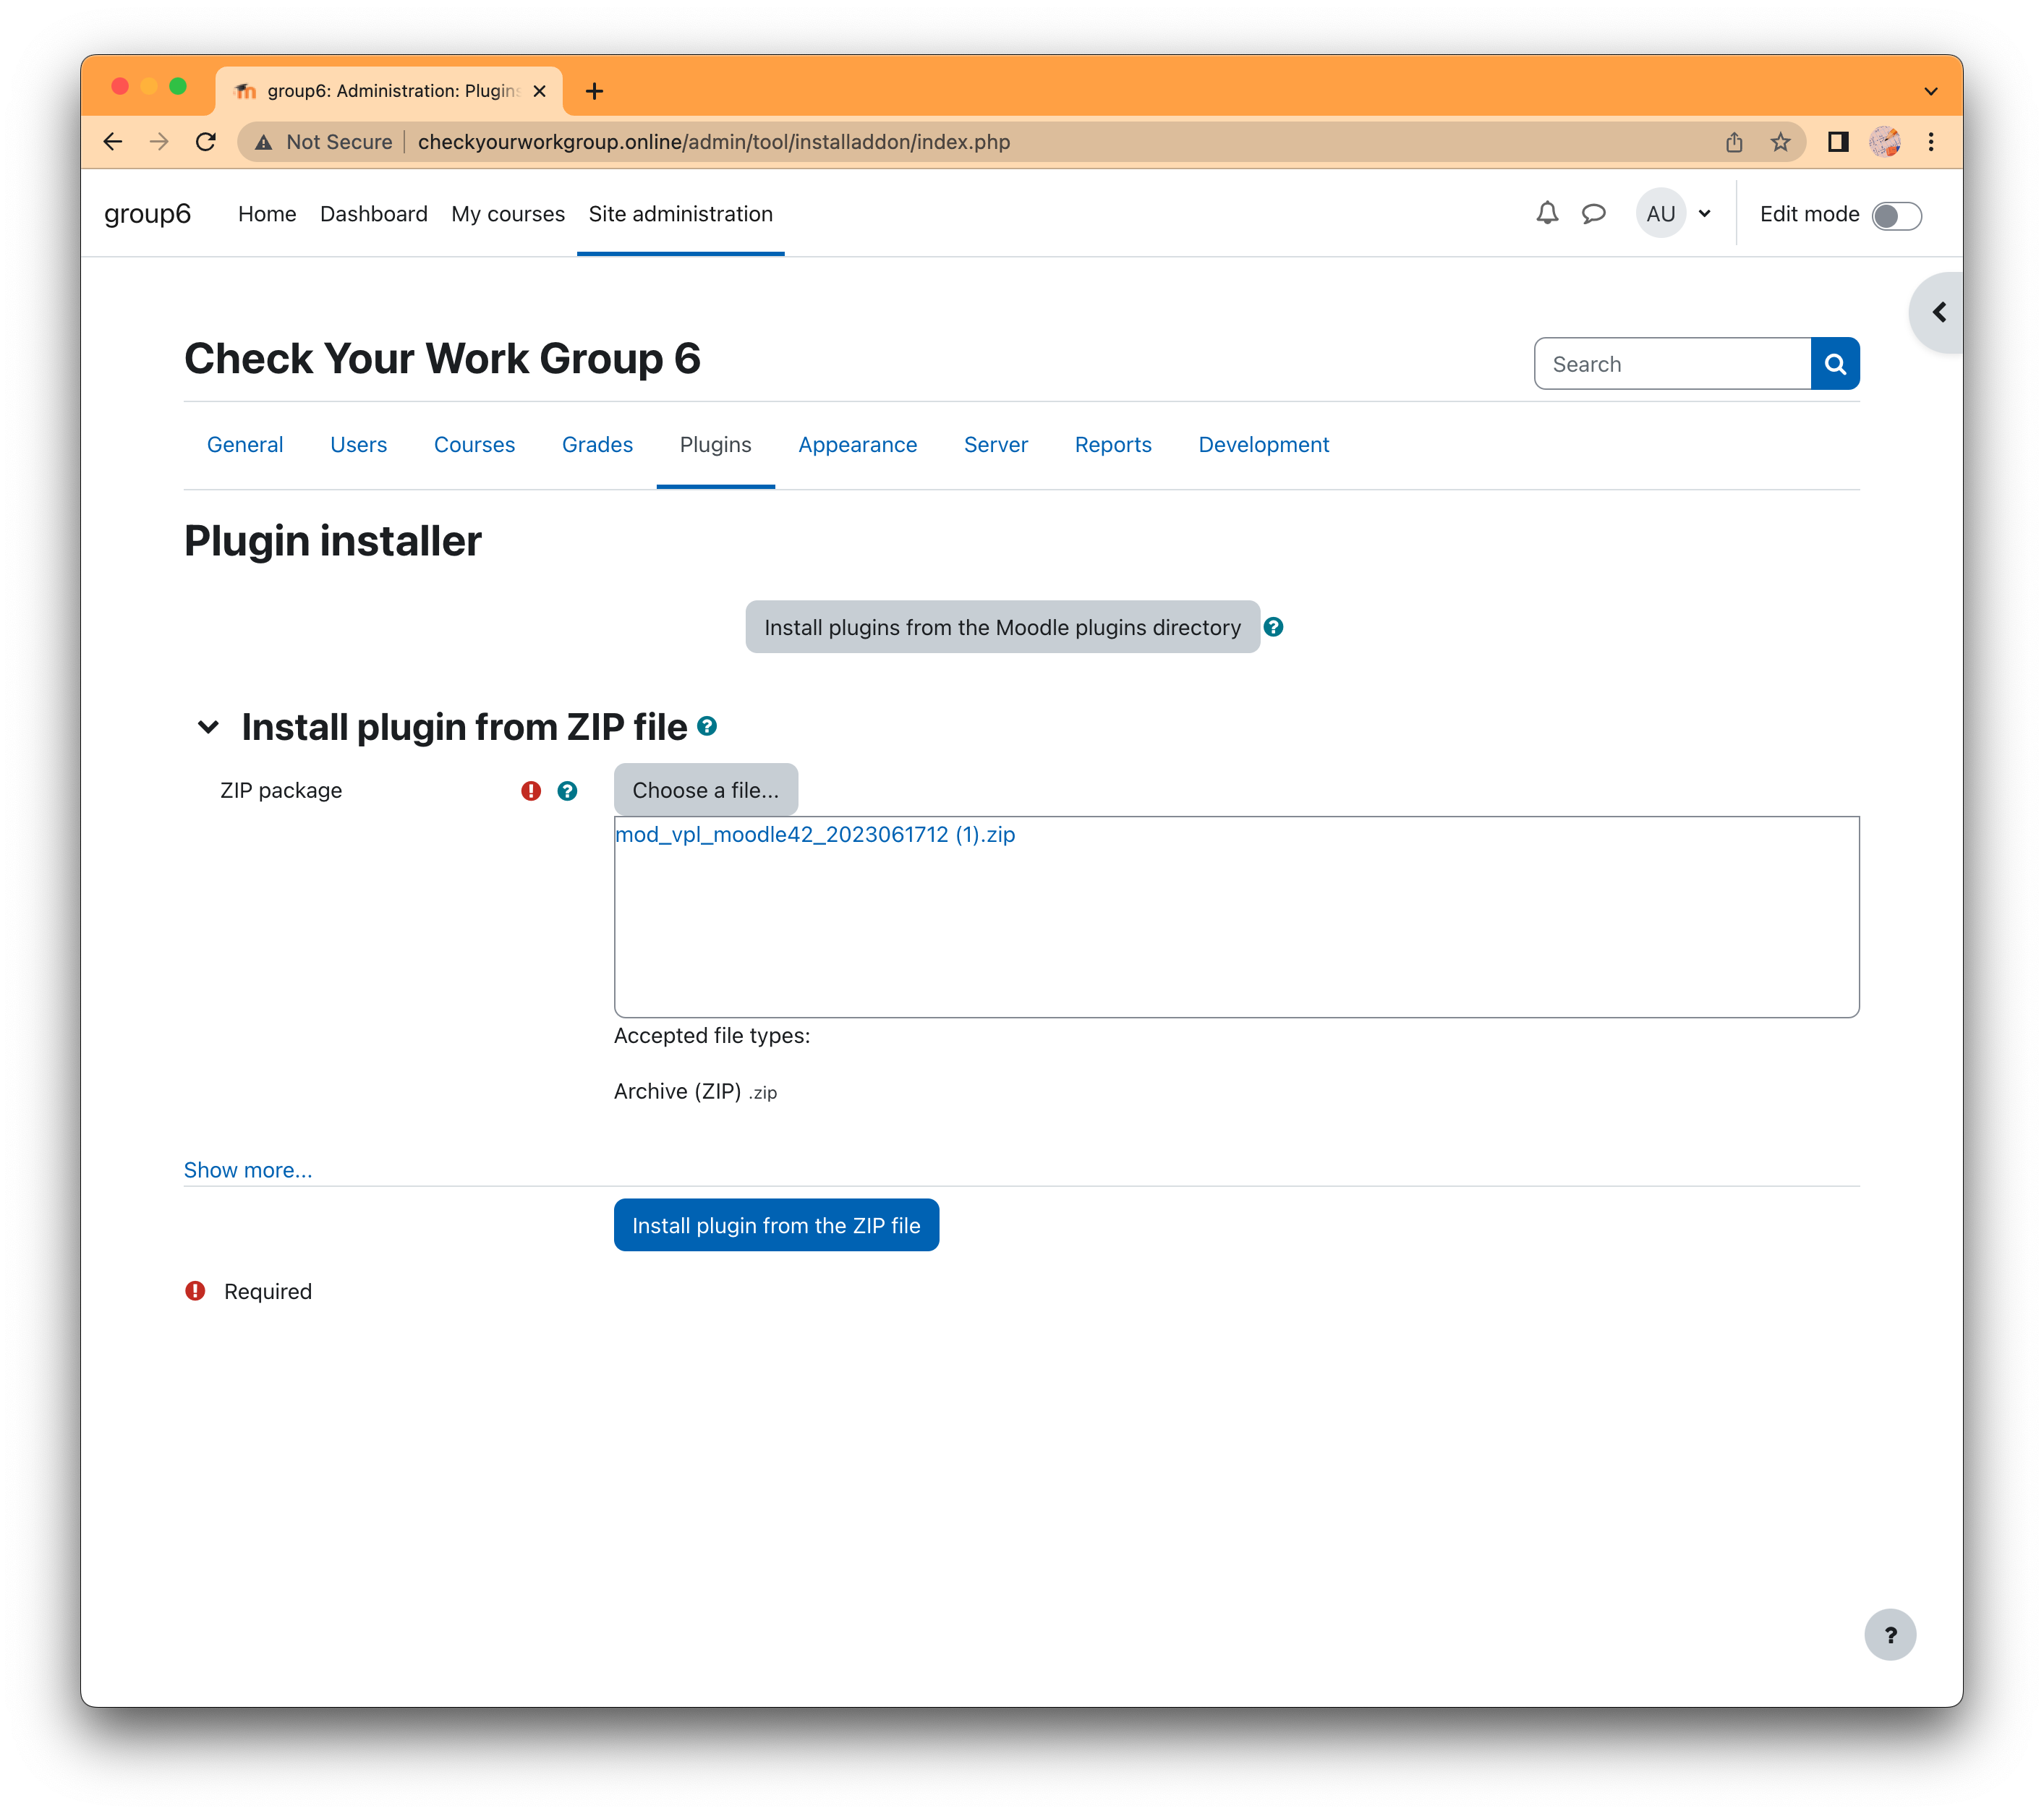 group6: Administration: Plugins
Not Secure checkyourworkgroup.online/admin/tool/installaddon/index.php
group6 Home Dashboard My courses Site administration AU Edit mode
Check Your Work Group 6
Search
General Users Courses Grades Plugins Appearance Server Reports Development
Plugin installer
Install plugins from the Moodle plugins directory ?
Install plugin from ZIP file ?
ZIP package ! ? Choose a file...
mod_vpl_moodle42_2023061712 (1).zip
Accepted file types:
Archive (ZIP) .zip
Show more...
Install plugin from the ZIP file
! Required
?